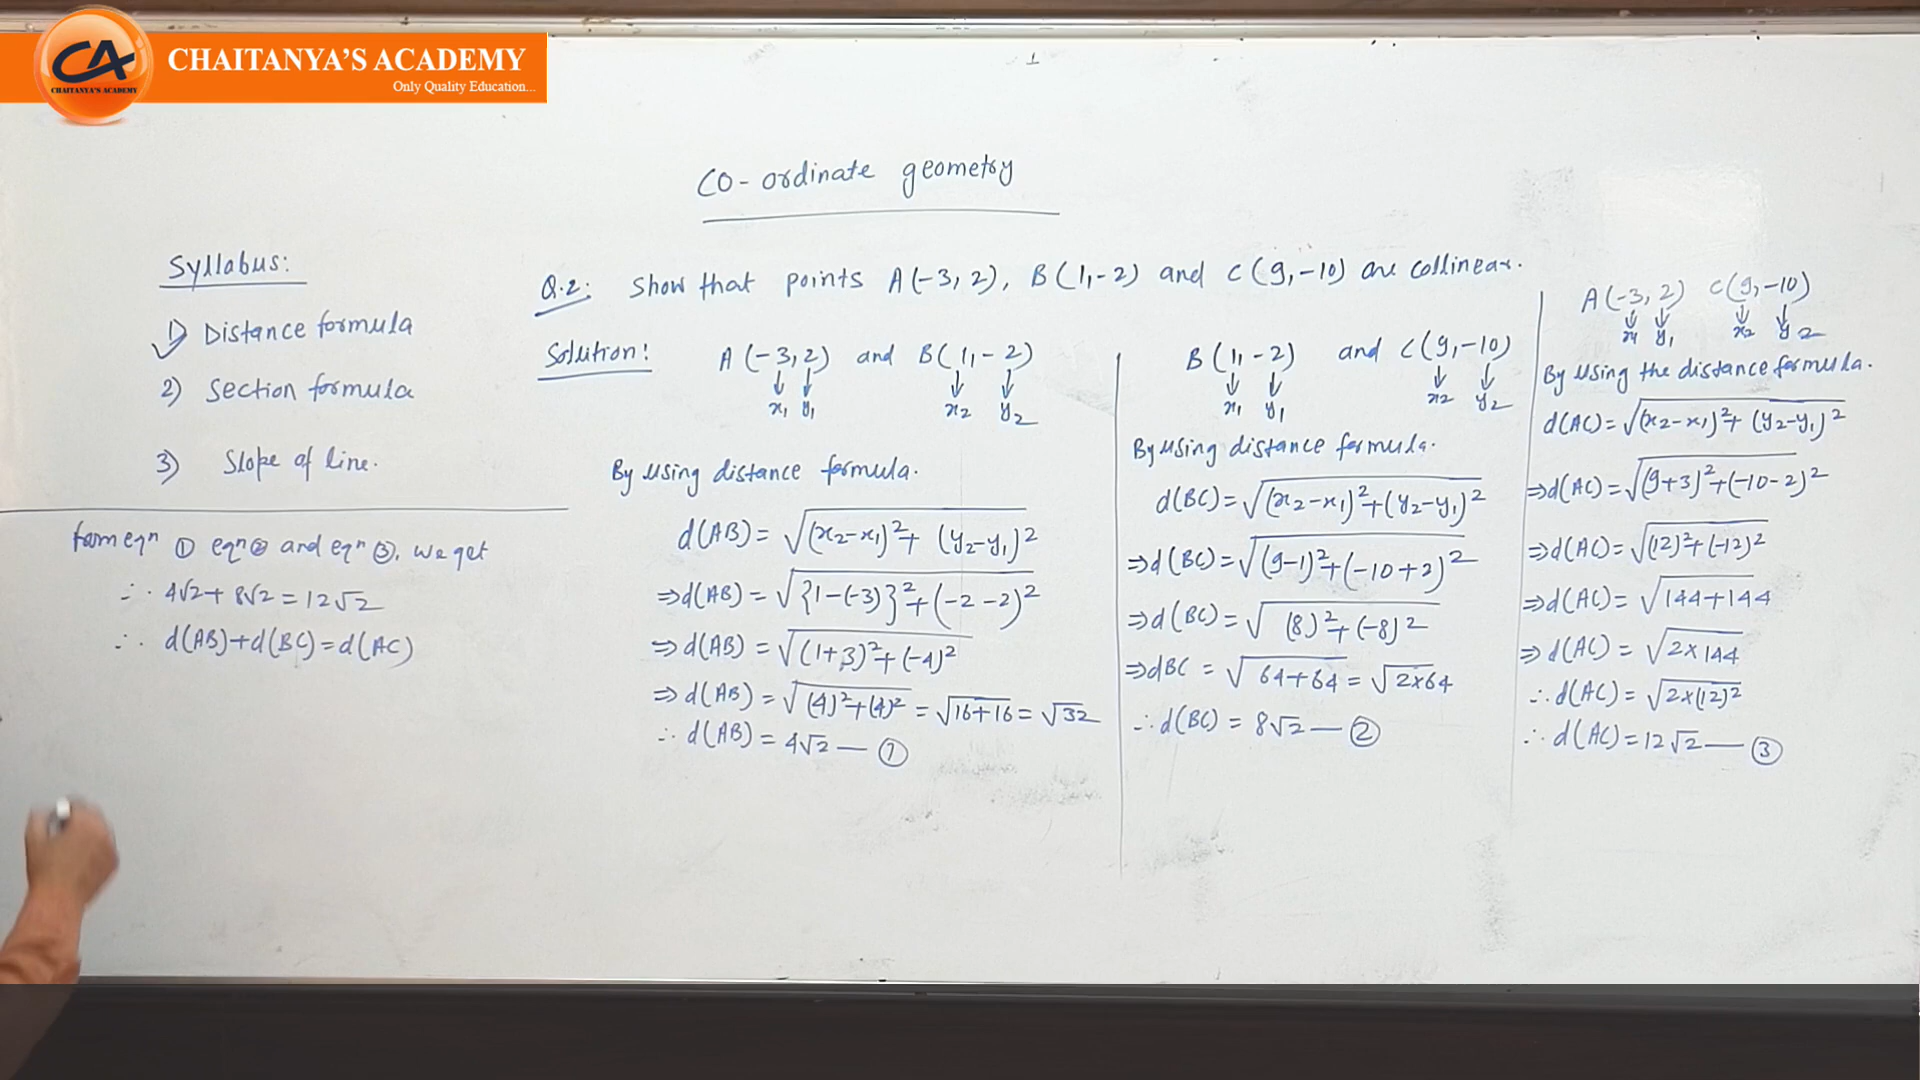 CA
CHAITANYA'S ACADEMY
CHAITANYA'S ACADEMY
Only Quality Education...
1
CO-ordinate geometry
Syllabus:
1) Distance formula
2) Section formula
3) Slope of line.
Q.2: Show that points A(-3,2), B(1,-2) and C(9,-10) are collinear.
Solution: A(-3,2) and B(1,-2)
x₁ y₁ x₂ y₂
By using distance formula.
d(AB) = √(x₂-x₁)²+(y₂-y₁)²
⇒ d(AB) = √{1-(-3)}²+(-2-2)²
⇒ d(AB) = √(1+3)²+(-4)²
⇒ d(AB) = √(4)²+(4)² = √16+16 = √32
∴ d(AB) = 4√2 — ①
B(1,-2) and C(9,-10)
x₁ y₁ x₂ y₂
By using distance formula.
d(BC) = √(x₂-x₁)²+(y₂-y₁)²
⇒ d(BC) = √(9-1)²+(-10+2)²
⇒ d(BC) = √(8)²+(-8)²
⇒ dBC = √64+64 = √2×64
∴ d(BC) = 8√2 — ②
A(-3,2) C(9,-10)
x₁ y₁ x₂ y₂
By using the distance formula.
d(AC) = √(x₂-x₁)²+(y₂-y₁)²
⇒ d(AC) = √(9+3)²+(-10-2)²
⇒ d(AC) = √(12)²+(-12)²
⇒ d(AC) = √144+144
⇒ d(AC) = √2×144
∴ d(AC) = √2×(12)²
∴ d(AC) = 12√2 — ③
form eqⁿ ① eqⁿ② and eqⁿ ③, we get
∴ 4√2+8√2=12√2
∴ d(AB)+d(BC)=d(AC)